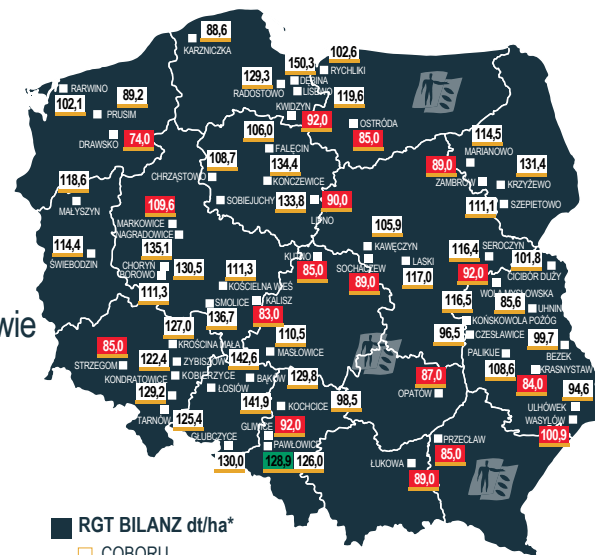 88,6
KARZNICZKA
150,3
102,6
RYCHLIKI
129,3
DĘBINA
RADOSTOWO
LISEWO
119,6
KWIDZYN
92,0
OSTRÓDA
85,0
RARWINO
102,1
89,2
PRUSIM
DRAWSKO
74,0
106,0
FALĘCIN
108,7
134,4
CHRZĄSTOWO
KOŃCZEWICE
SOBIEJUCHY
133,8
90,0
LIPNO
114,5
MARIANOWO
89,0
131,4
ZAMBRÓW
KRZYŻEWO
111,1
SZEPIETOWO
118,6
MAŁYSZYN
109,6
MARKOWICE
NAGRADOWICE
135,1
114,4
ŚWIEBODZIN
CHORYŃ
BOROWO
130,5
111,3
105,9
KAWĘCZYN
KUTNO
85,0
SOCHACZEW
89,0
LASKI
117,0
116,4
SEROCZYN
101,8
92,0
CICIBÓR DUŻY
WOLA MYSŁOWSKA
111,3
KOŚCIELNA WIEŚ
SMOLICE
KALISZ
136,7
83,0
116,5
85,6
UHNIN
KOŃSKOWOLA POŻÓG
96,5
CZESŁAWICE
99,7
BEZEK
PALIKIJE
108,6
KRASNYSTAW
84,0
94,6
ULHÓWEK
WASYLÓW
100,9
wie
127,0
KROŚCINA MAŁA
110,5
MASŁOWICE
85,0
STRZEGOM
122,4
ZYBISZÓW
142,6
KONDRATOWICE
KOBIERZYCE
BAKÓW
129,8
129,2
ŁOSIÓW
141,9
KOCHCICE
98,5
87,0
OPATÓW
TARNÓW
125,4
GŁUBCZYCE
GLIWICE
92,0
PAWŁOWICE
130,0
128,9
126,0
PRZECŁAW
85,0
ŁUKOWA
89,0
RGT BILANZ dt/ha*
COBORU